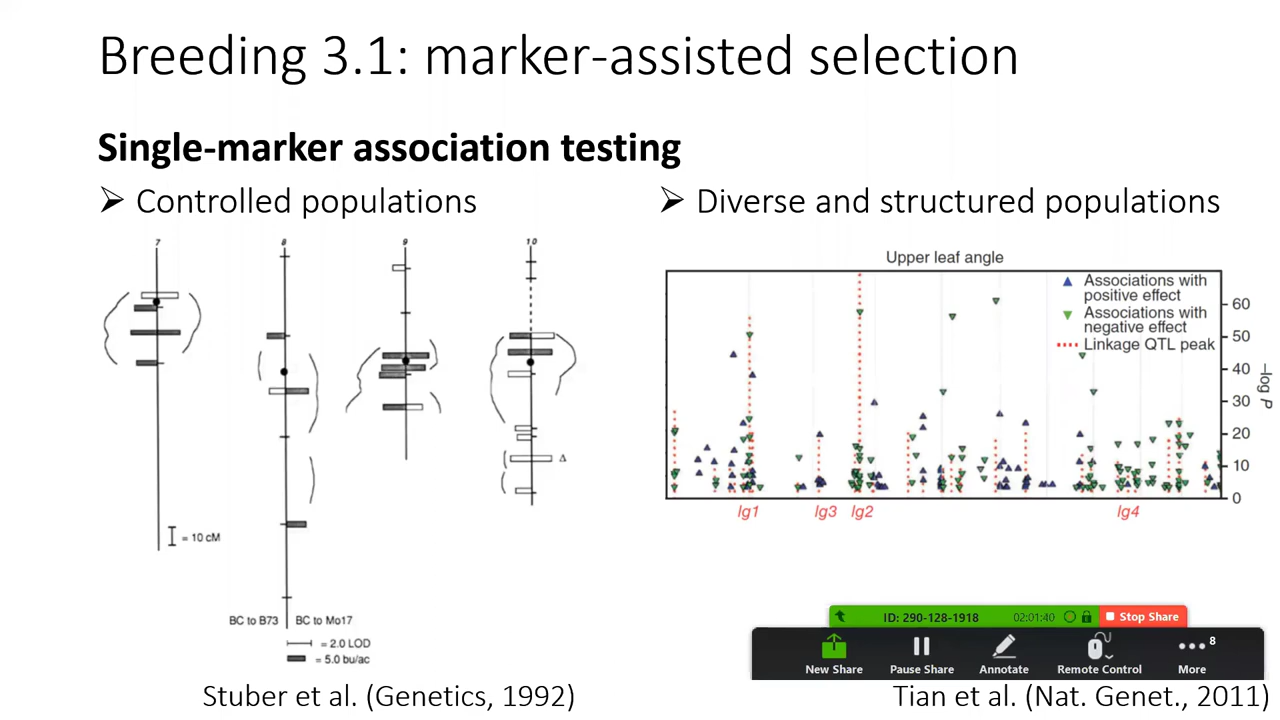 Breeding 3.1: marker-assisted selection
Single-marker association testing
➢ Controlled populations
➢ Diverse and structured populations
7
8
9
10
Δ
= 10 cM
BC to B73
BC to Mo17
= 2.0 LOD
= 5.0 bu/ac
Upper leaf angle
Associations with
positive effect
Associations with
negative effect
Linkage QTL peak
60
50
40
30
20
10
0
–log P
lg1
lg3
lg2
lg4
ID: 290-128-1918
02:01:40
Stop Share
New Share
Pause Share
Annotate
Remote Control
8
More
Stuber et al. (Genetics, 1992)
Tian et al. (Nat. Genet., 2011)